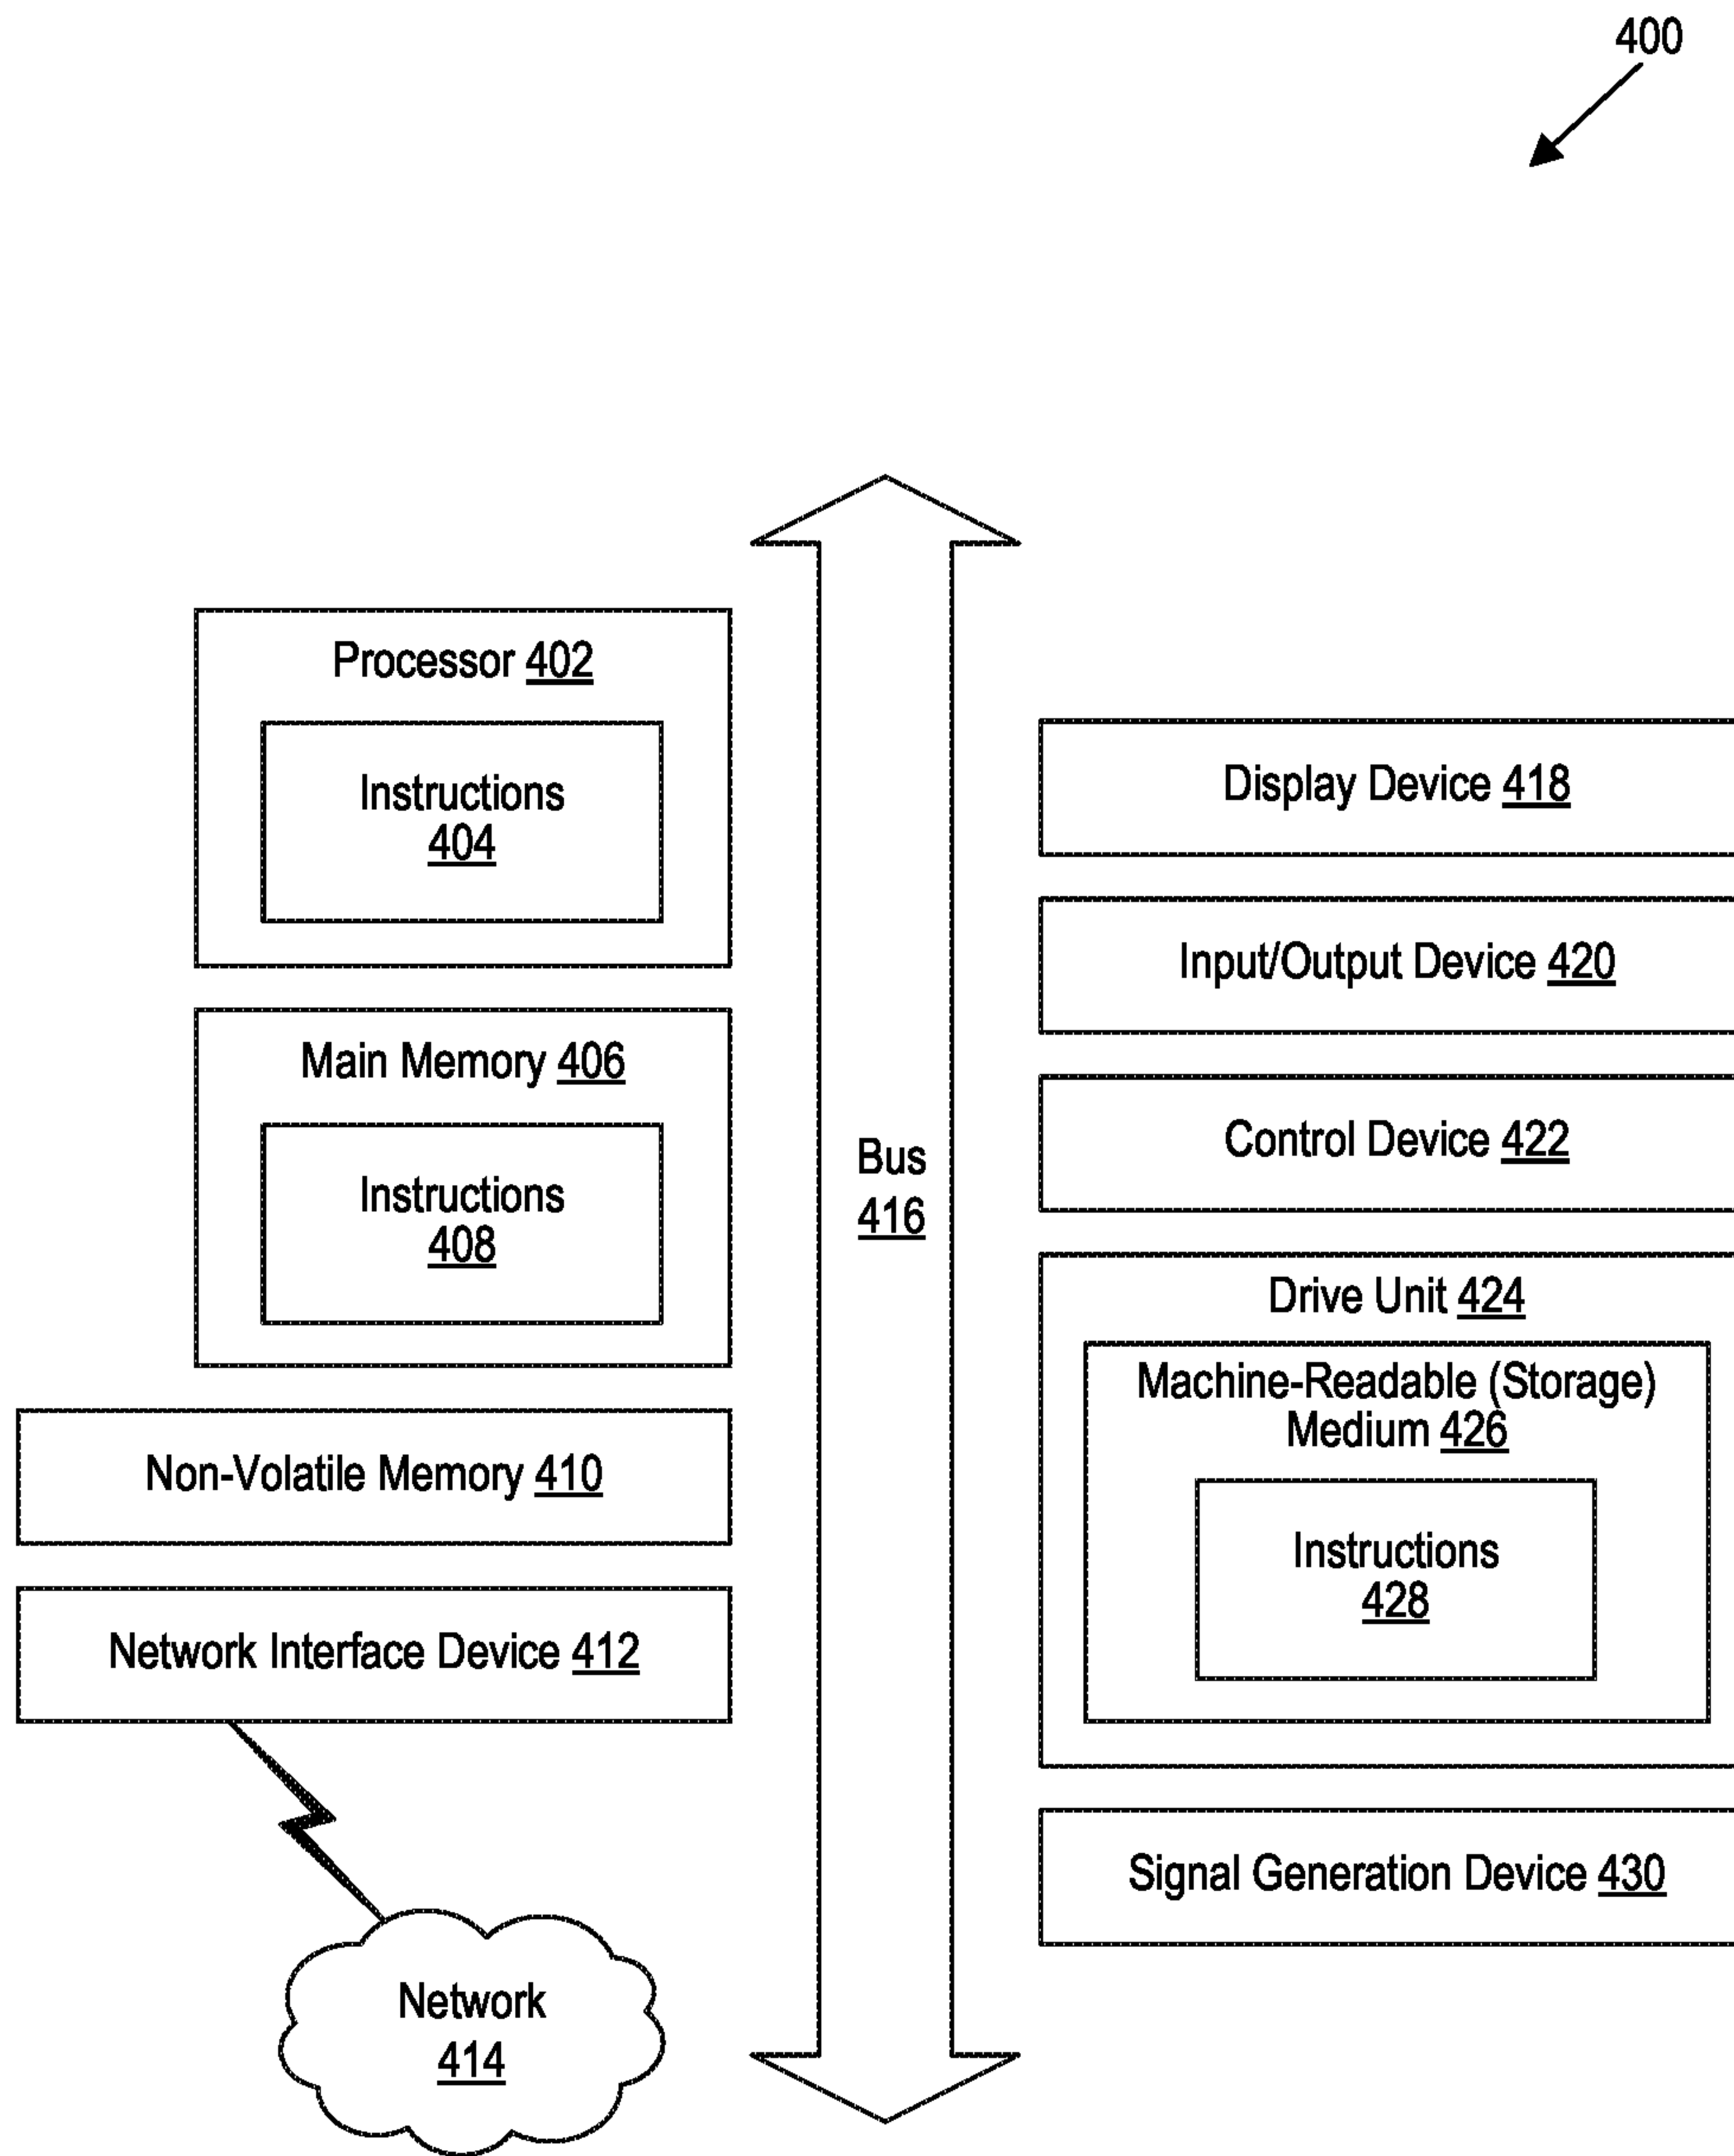 400
Processor 402
Instructions
404
Main Memory 406
Instructions
408
Non-Volatile Memory 410
Network Interface Device 412
Network
414
Bus
416
Display Device 418
Input/Output Device 420
Control Device 422
Drive Unit 424
Machine-Readable (Storage)
Medium 426
Instructions
428
Signal Generation Device 430